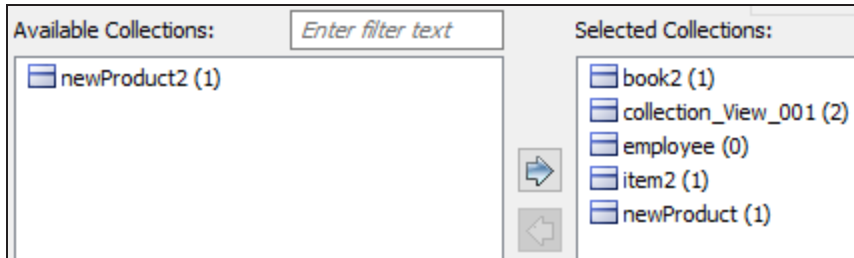 Available Collections:
Enter filter text
newProduct2 (1)
Selected Collections:
book2 (1)
collection_View_001 (2)
employee (0)
item2 (1)
newProduct (1)